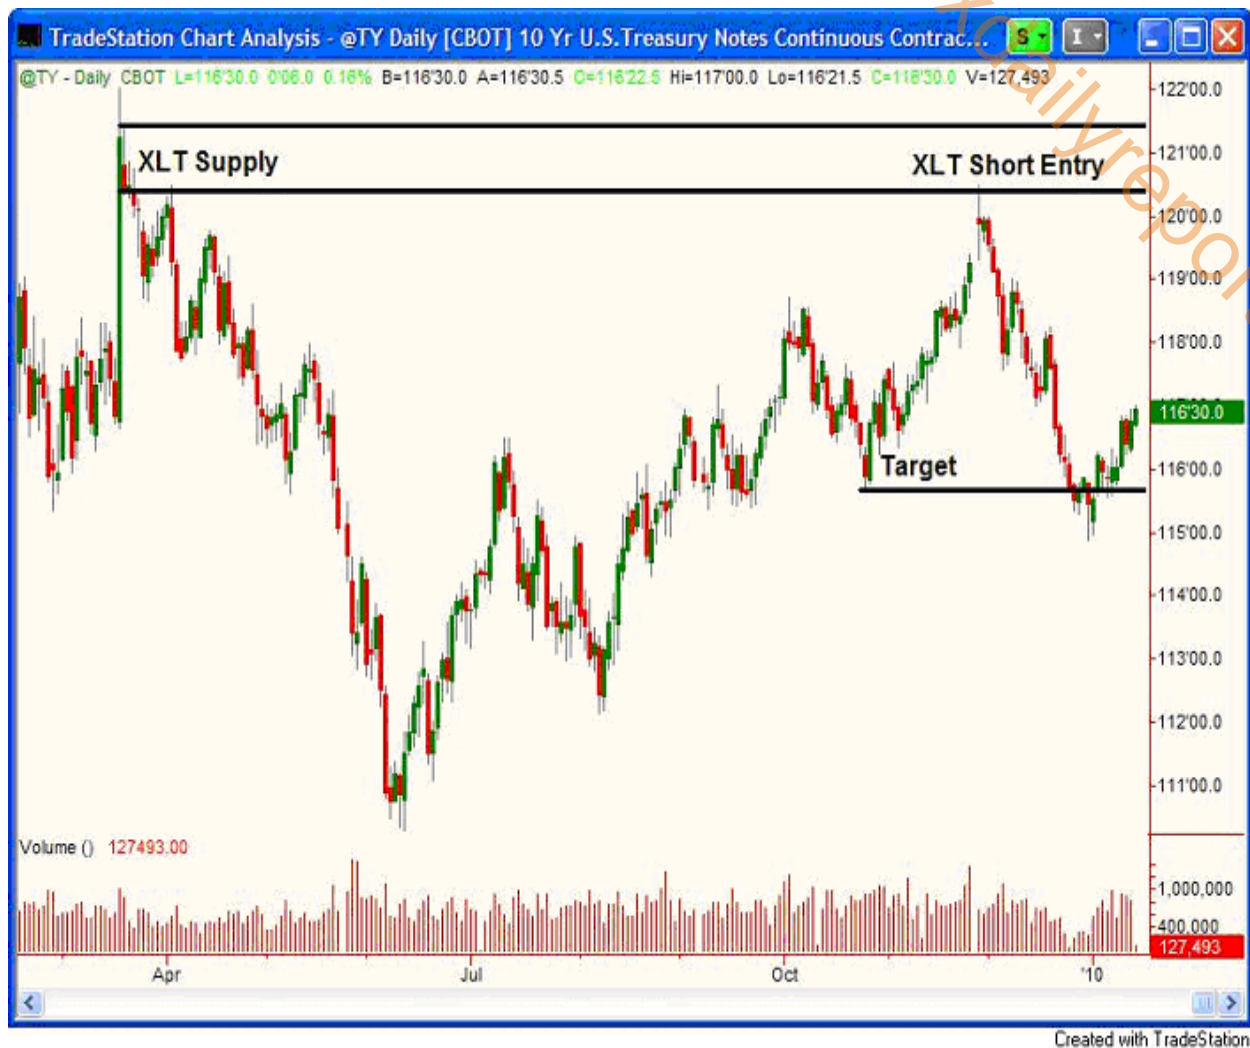 TradeStation Chart Analysis - @TY Daily [CBOT] 10 Yr U.S.Treasury Notes Continuous Contrac...
S
I
@TY - Daily CBOT L=116'30.0 0'08.0 0.16% B=116'30.0 A=116'30.5 O=116'22.5 Hi=117'00.0 Lo=116'21.5 C=116'30.0 V=127,493
xdailyrepor
122'00.0
XLT Supply
XLT Short Entry
121'00.0
120'00.0
119'00.0
118'00.0
116'30.0
Target
116'00.0
115'00.0
114'00.0
113'00.0
112'00.0
111'00.0
Volume () 127493.00
1,000,000
400,000
127,493
Apr
Jul
Oct
'10
Created with TradeStation